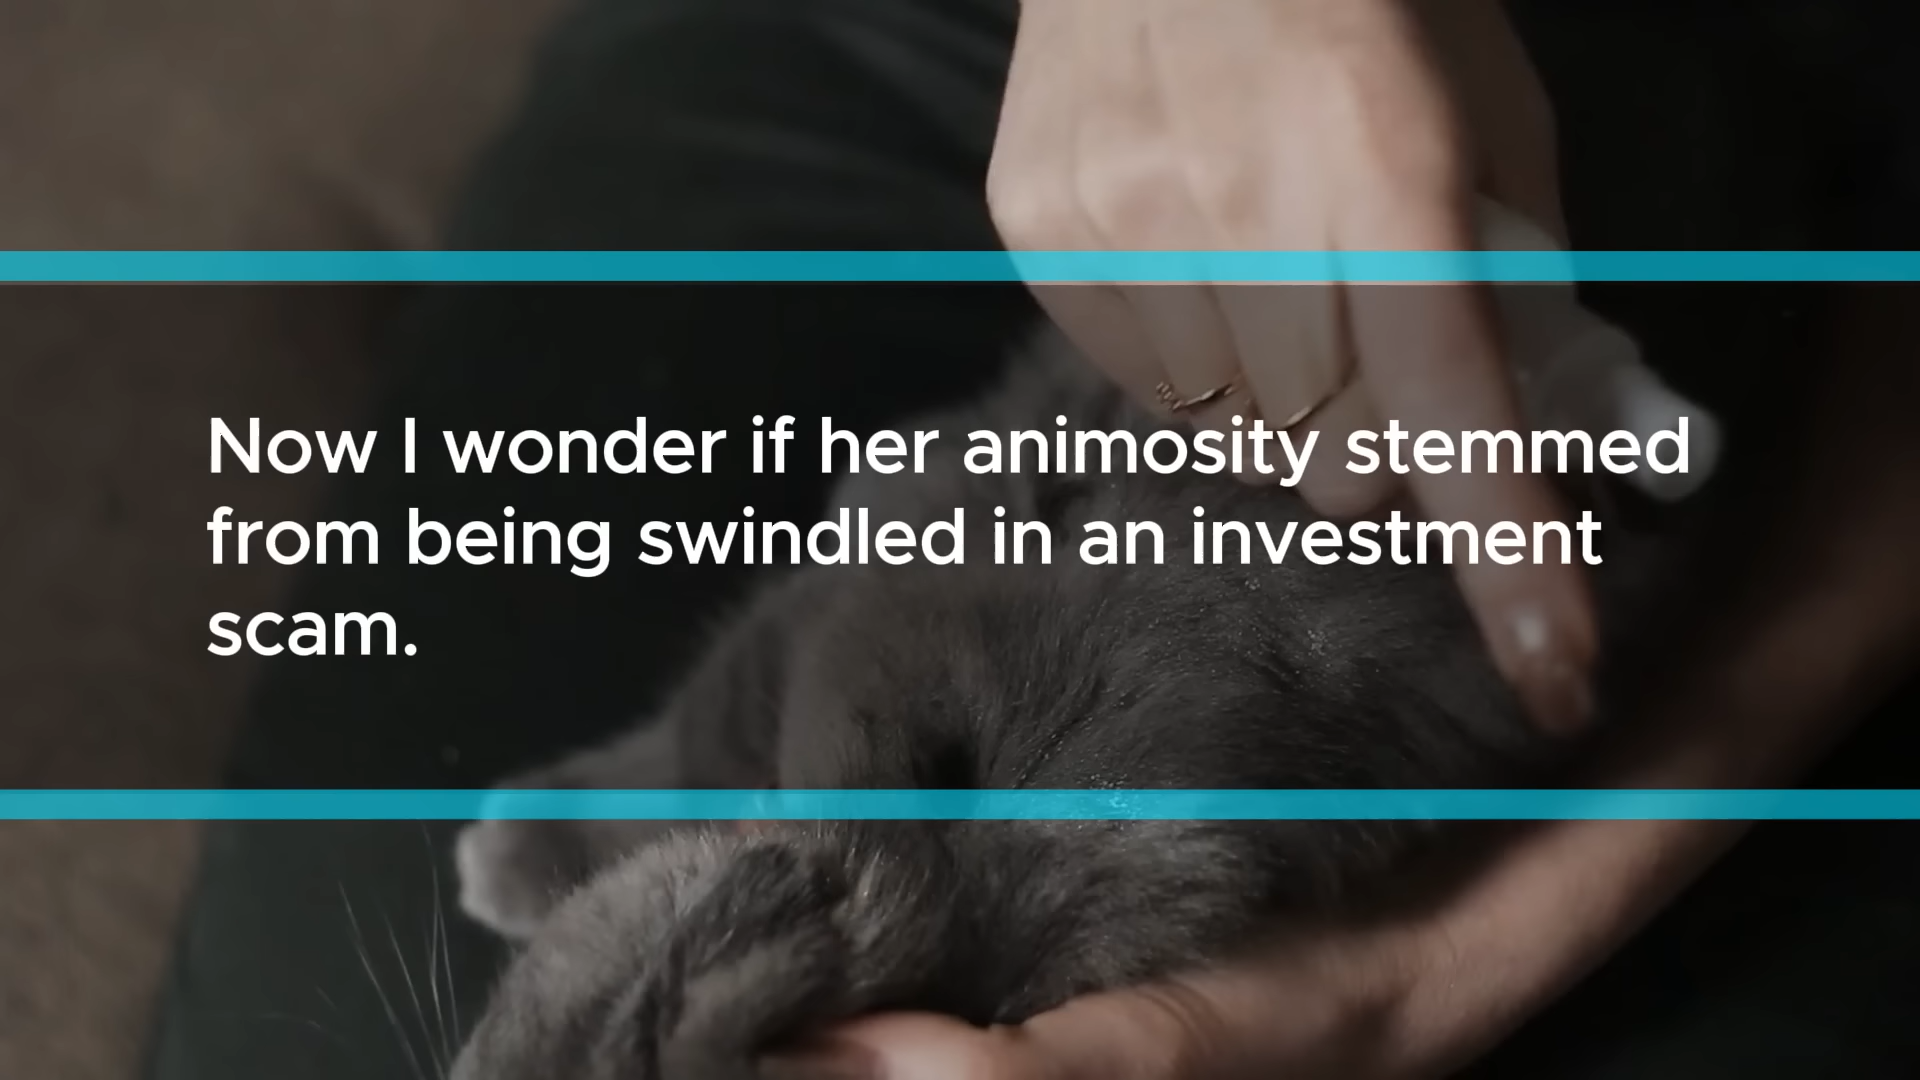 Now I wonder if her animosity stemmed
from being swindled in an investment
scam.